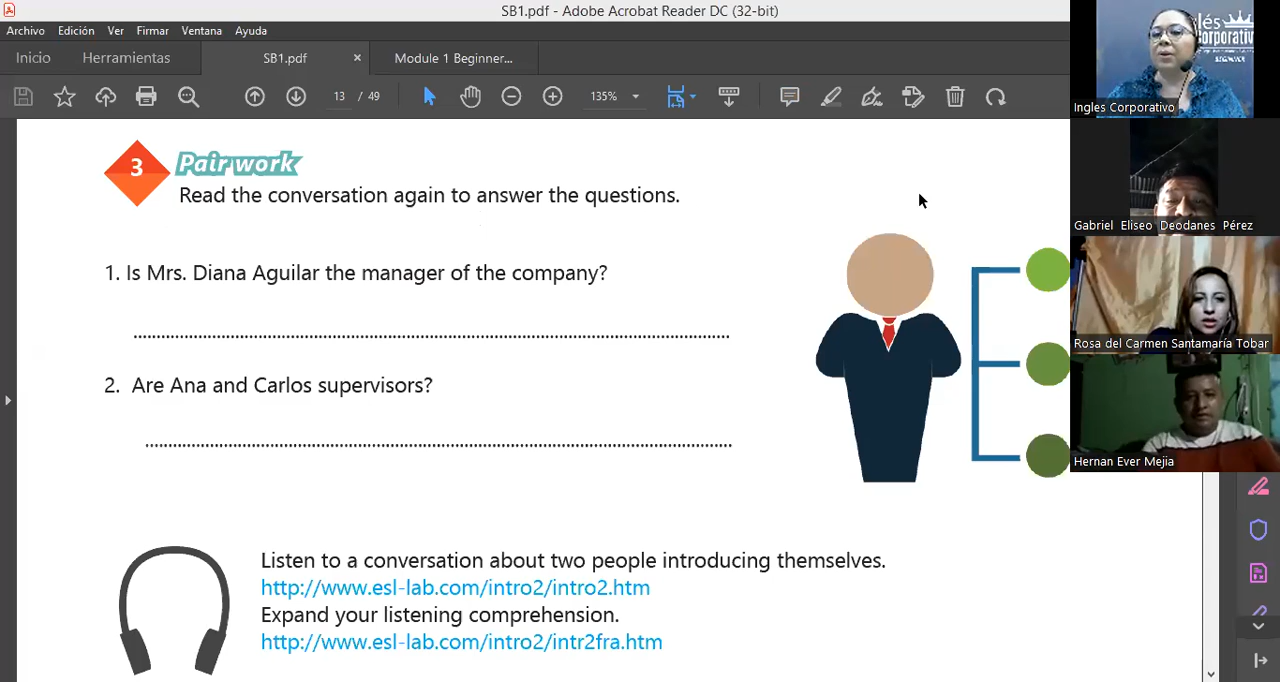 SB1.pdf - Adobe Acrobat Reader DC (32-bit)
Archivo Edición Ver Firmar Ventana Ayuda
Inicio Herramientas SB1.pdf × Module 1 Beginner...
13 / 49 135%
3 Pair work
Read the conversation again to answer the questions.
1. Is Mrs. Diana Aguilar the manager of the company?
2. Are Ana and Carlos supervisors?
Listen to a conversation about two people introducing themselves.
http://www.esl-lab.com/intro2/intro2.htm
Expand your listening comprehension.
http://www.esl-lab.com/intro2/intr2fra.htm
Ingles Corporativo
Gabriel Eliseo Deodanes Pérez
Rosa del Carmen Santamaría Tobar
Hernan Ever Mejia